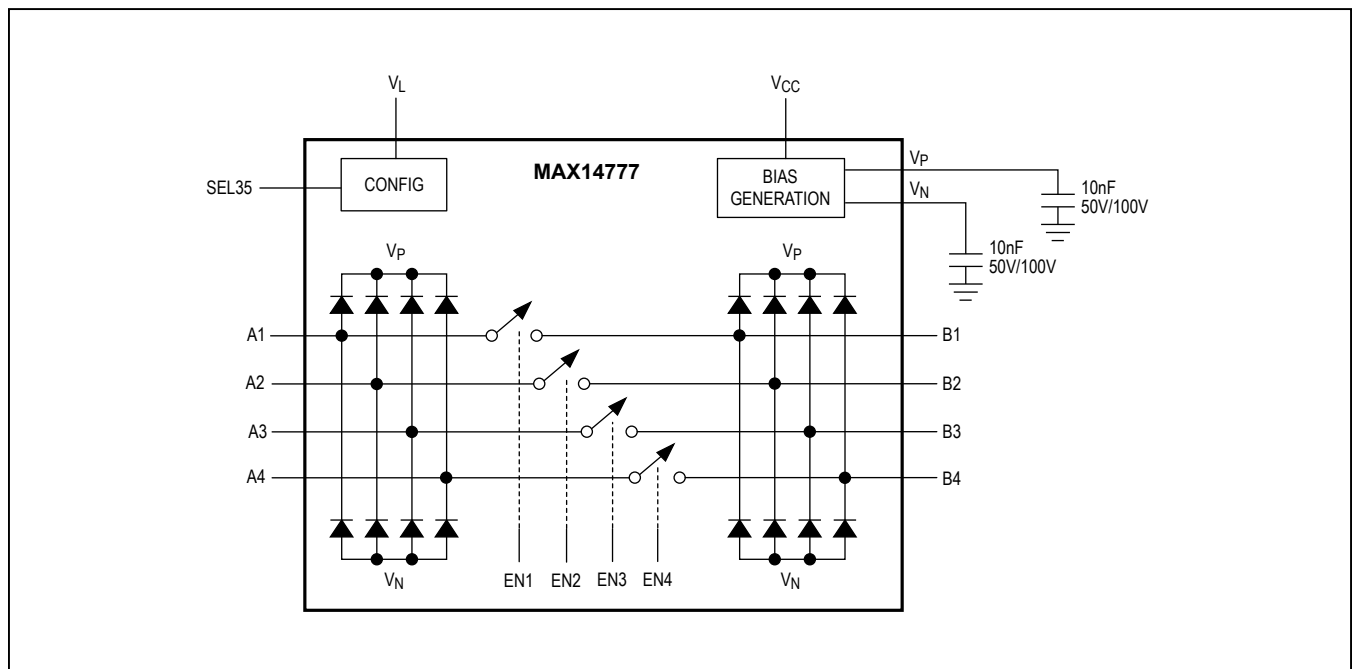 VL
VCC
MAX14777
VP
VN
SEL35
CONFIG
BIAS
GENERATION
10nF
50V/100V
10nF
50V/100V
VP
VP
A1
B1
A2
B2
A3
B3
A4
B4
VN
EN1 EN2 EN3 EN4
VN